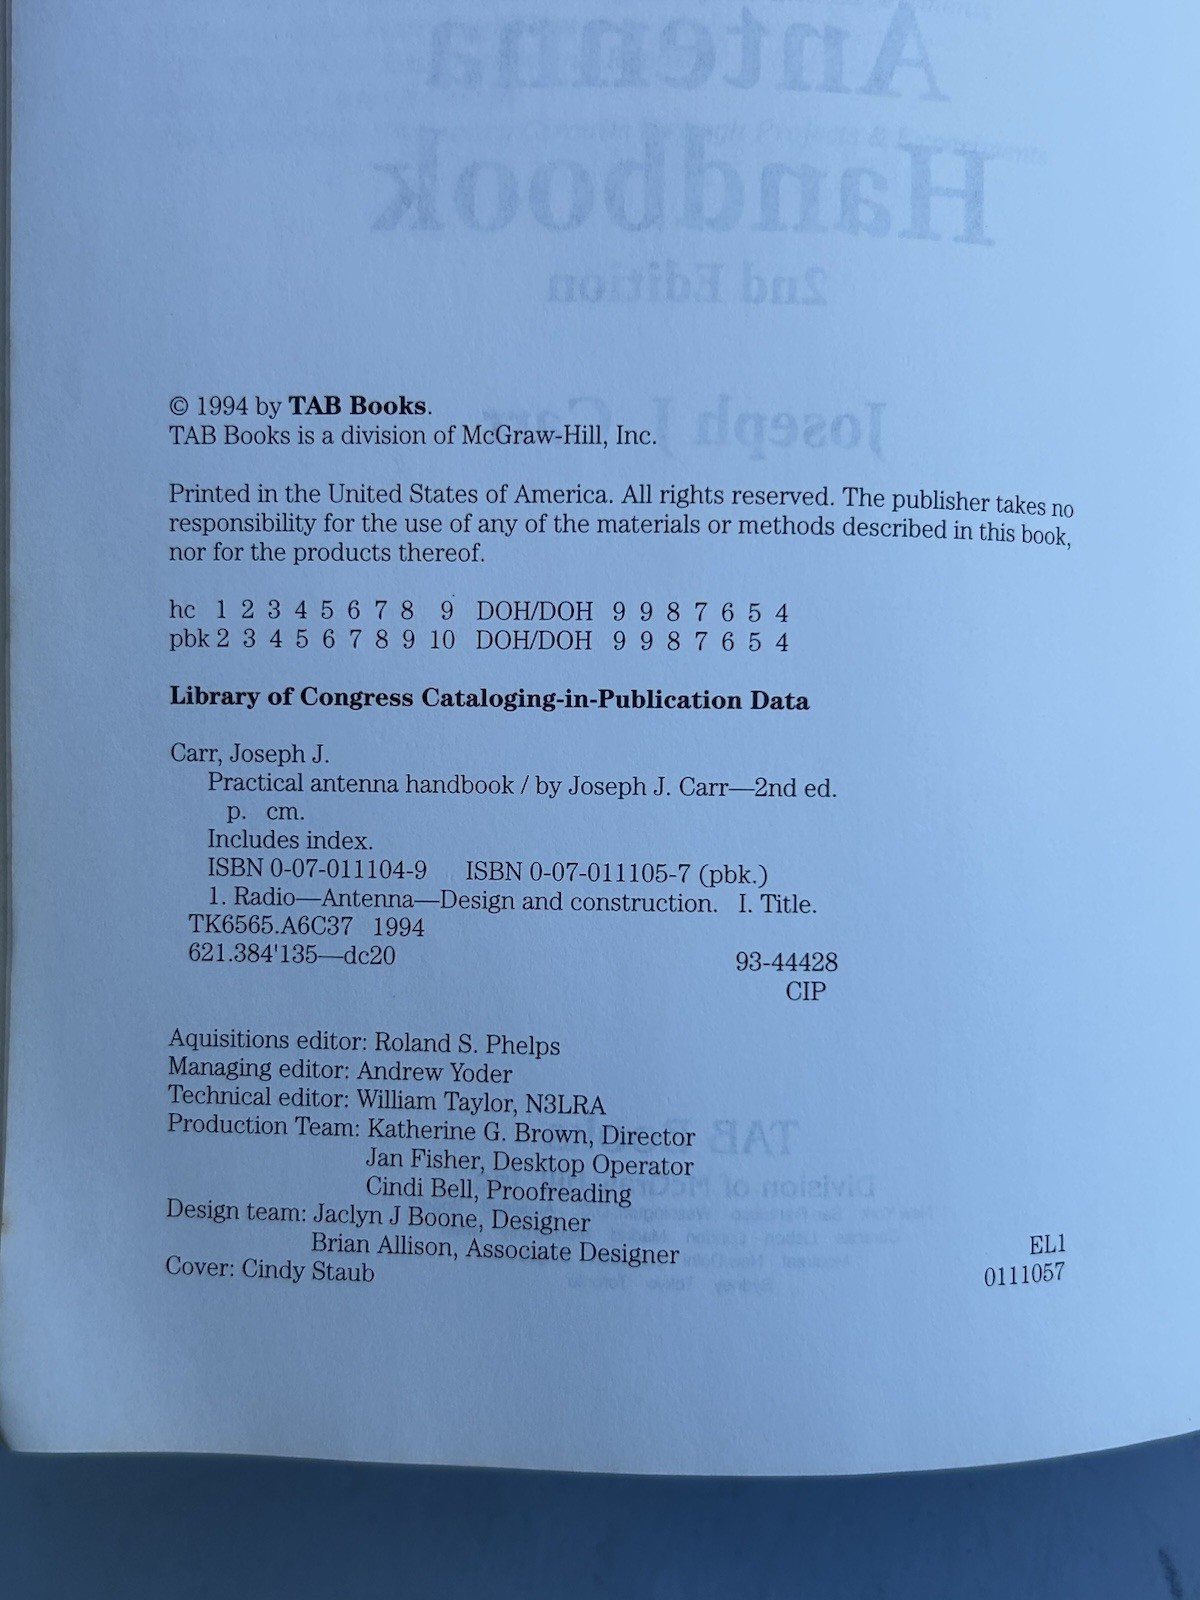 Antenna
Handbook
2nd Edition
Joseph J. Carr
© 1994 by TAB Books.
TAB Books is a division of McGraw-Hill, Inc.
Printed in the United States of America. All rights reserved. The publisher takes no
responsibility for the use of any of the materials or methods described in this book,
nor for the products thereof.
hc 1 2 3 4 5 6 7 8 9 DOH/DOH 9 9 8 7 6 5 4
pbk 2 3 4 5 6 7 8 9 10 DOH/DOH 9 9 8 7 6 5 4
Library of Congress Cataloging-in-Publication Data
Carr, Joseph J.
Practical antenna handbook / by Joseph J. Carr—2nd ed.
p. cm.
Includes index.
ISBN 0-07-011104-9 ISBN 0-07-011105-7 (pbk.)
1. Radio—Antenna—Design and construction. I. Title.
TK6565.A6C37 1994
621.384'135—dc20 93-44428
CIP
Aquisitions editor: Roland S. Phelps
Managing editor: Andrew Yoder
Technical editor: William Taylor, N3LRA
Production Team: Katherine G. Brown, Director
Jan Fisher, Desktop Operator
Cindi Bell, Proofreading
Design team: Jaclyn J Boone, Designer
Brian Allison, Associate Designer
Cover: Cindy Staub
EL1
0111057